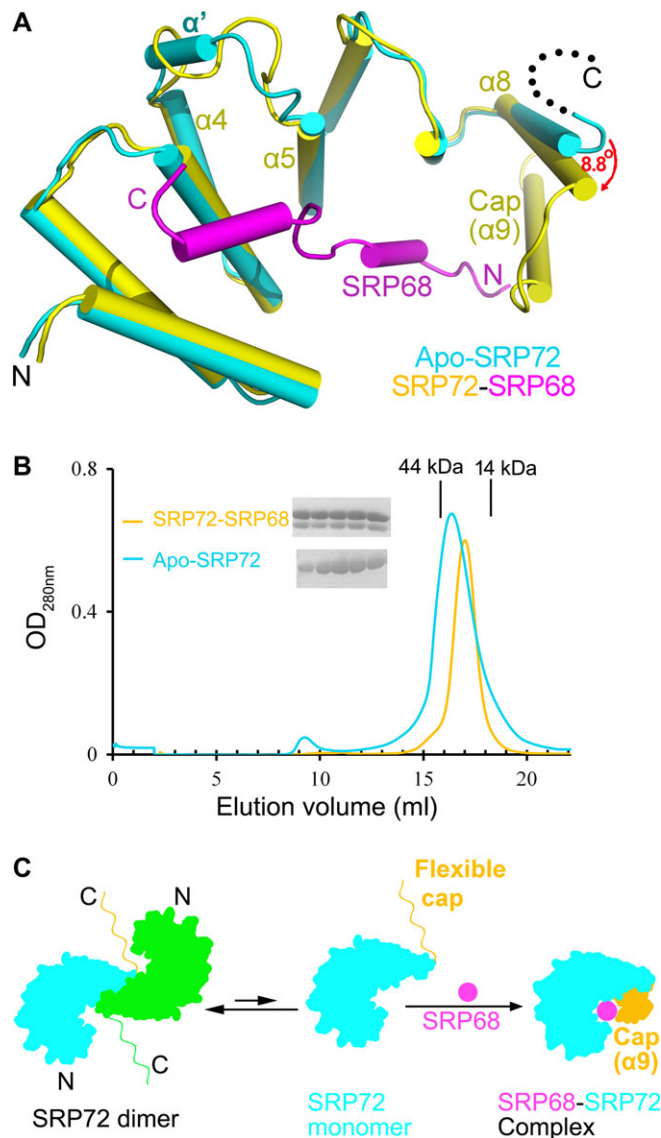 A
α'
α4
α5
α8
C
8.8°
Cap
(α9)
C
SRP68
N
N
Apo-SRP72
SRP72-SRP68
B
0.8
44 kDa
14 kDa
SRP72-SRP68
Apo-SRP72
OD280nm
0.4
0
0
5
10
15
20
Elution volume (ml)
C
C
N
Flexible
cap
SRP68
C
N
Cap
(α9)
SRP72 dimer
SRP72
monomer
SRP68-SRP72
Complex